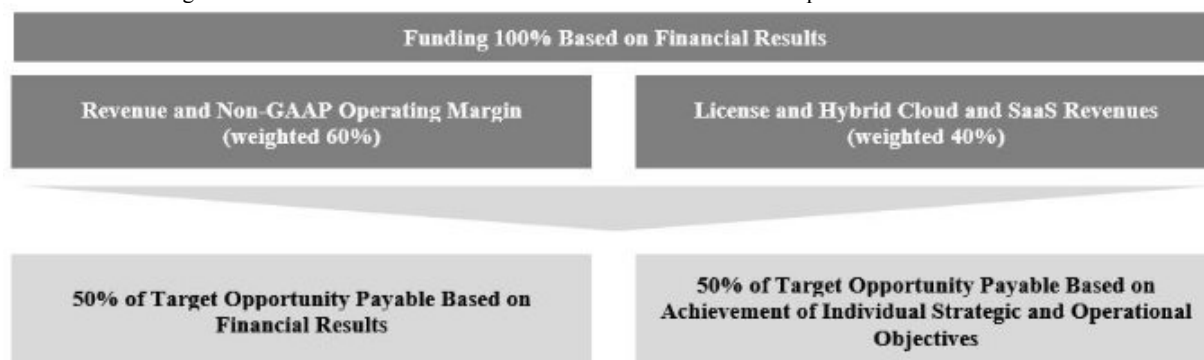 Funding 100% Based on Financial Results
Revenue and Non-GAAP Operating Margin
(weighted 60%)
License and Hybrid Cloud and SaaS Revenues
(weighted 40%)
50% of Target Opportunity Payable Based on
Financial Results
50% of Target Opportunity Payable Based on
Achievement of Individual Strategic and Operational
Objectives